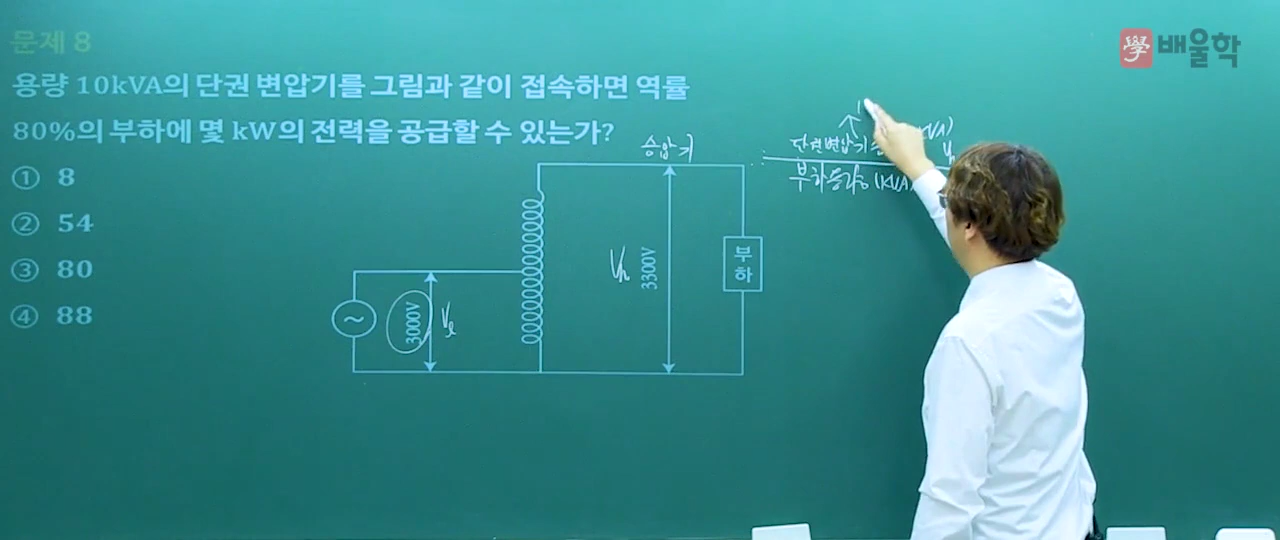 學 배울학
문제 8
용량 10kVA의 단권 변압기를 그림과 같이 접속하면 역률
80%의 부하에 몇 kW의 전력을 공급할 수 있는가?
① 8
② 54
③ 80
④ 88
승압기
단권변압기
부하용량(kVA)
3000V
Vℓ
Vh
3300V
부하